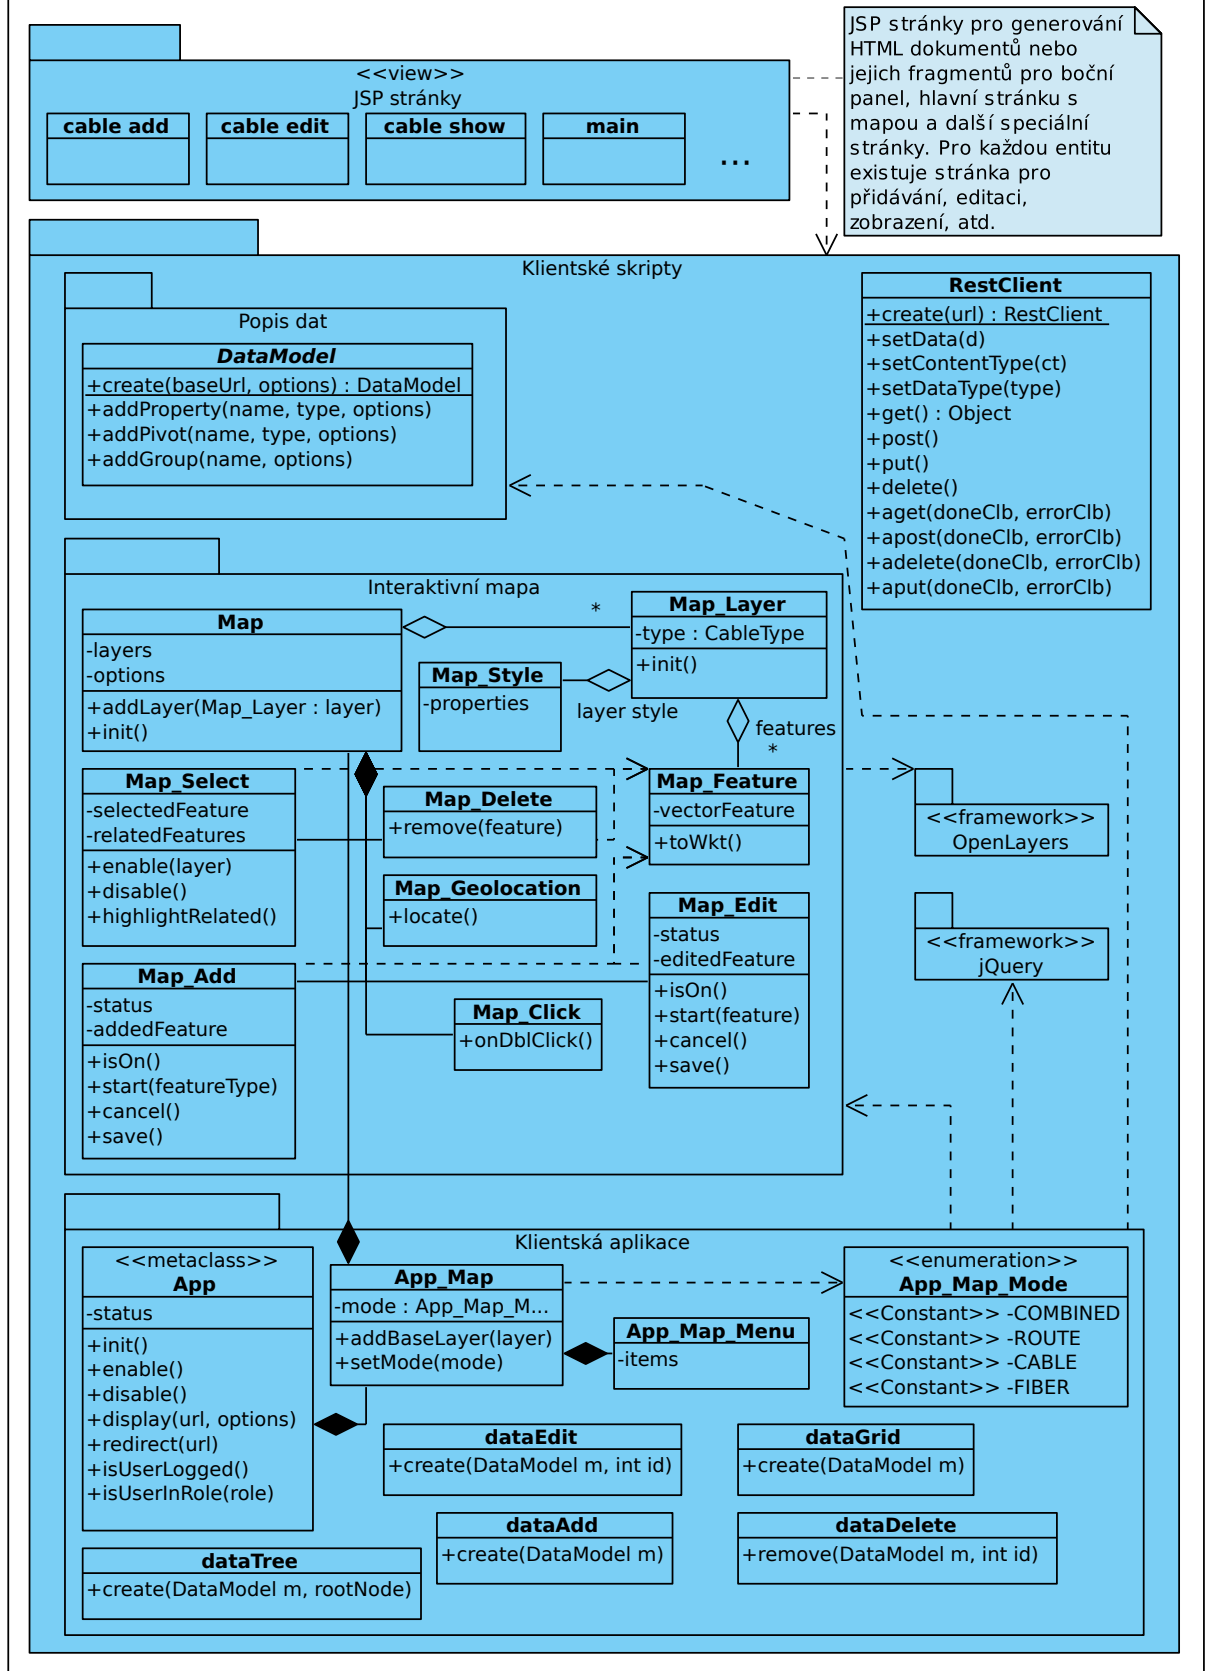 <<view>>
JSP stránky
cable add
cable edit
cable show
main
...
JSP stránky pro generování
HTML dokumentů nebo
jejich fragmentů pro boční
panel, hlavní stránku s
mapou a další speciální
stránky. Pro každou entitu
existuje stránka pro
přidávání, editaci,
zobrazení, atd.
Klientské skripty
Popis dat
DataModel
+create(baseUrl, options) : DataModel
+addProperty(name, type, options)
+addPivot(name, type, options)
+addGroup(name, options)
RestClient
+create(url) : RestClient
+setData(d)
+setContentType(ct)
+setDataType(type)
+get() : Object
+post()
+put()
+delete()
+aget(doneClb, errorClb)
+apost(doneClb, errorClb)
+adelete(doneClb, errorClb)
+aput(doneClb, errorClb)
Interaktivní mapa
Map
-layers
-options
+addLayer(Map_Layer : layer)
+init()
*
Map_Layer
-type : CableType
+init()
Map_Style
-properties
layer style
features
*
Map_Select
-selectedFeature
-relatedFeatures
+enable(layer)
+disable()
+highlightRelated()
Map_Delete
+remove(feature)
Map_Feature
-vectorFeature
+toWkt()
<<framework>>
OpenLayers
Map_Geolocation
+locate()
Map_Edit
-status
-editedFeature
+isOn()
+start(feature)
+cancel()
+save()
<<framework>>
jQuery
Map_Add
-status
-addedFeature
+isOn()
+start(featureType)
+cancel()
+save()
Map_Click
+onDblClick()
Klientská aplikace
<<metaclass>>
App
-status
+init()
+enable()
+disable()
+display(url, options)
+redirect(url)
+isUserLogged()
+isUserInRole(role)
App_Map
-mode : App_Map_M...
+addBaseLayer(layer)
+setMode(mode)
App_Map_Menu
-items
<<enumeration>>
App_Map_Mode
<<Constant>> -COMBINED
<<Constant>> -ROUTE
<<Constant>> -CABLE
<<Constant>> -FIBER
dataEdit
+create(DataModel m, int id)
dataGrid
+create(DataModel m)
dataAdd
+create(DataModel m)
dataDelete
+remove(DataModel m, int id)
dataTree
+create(DataModel m, rootNode)